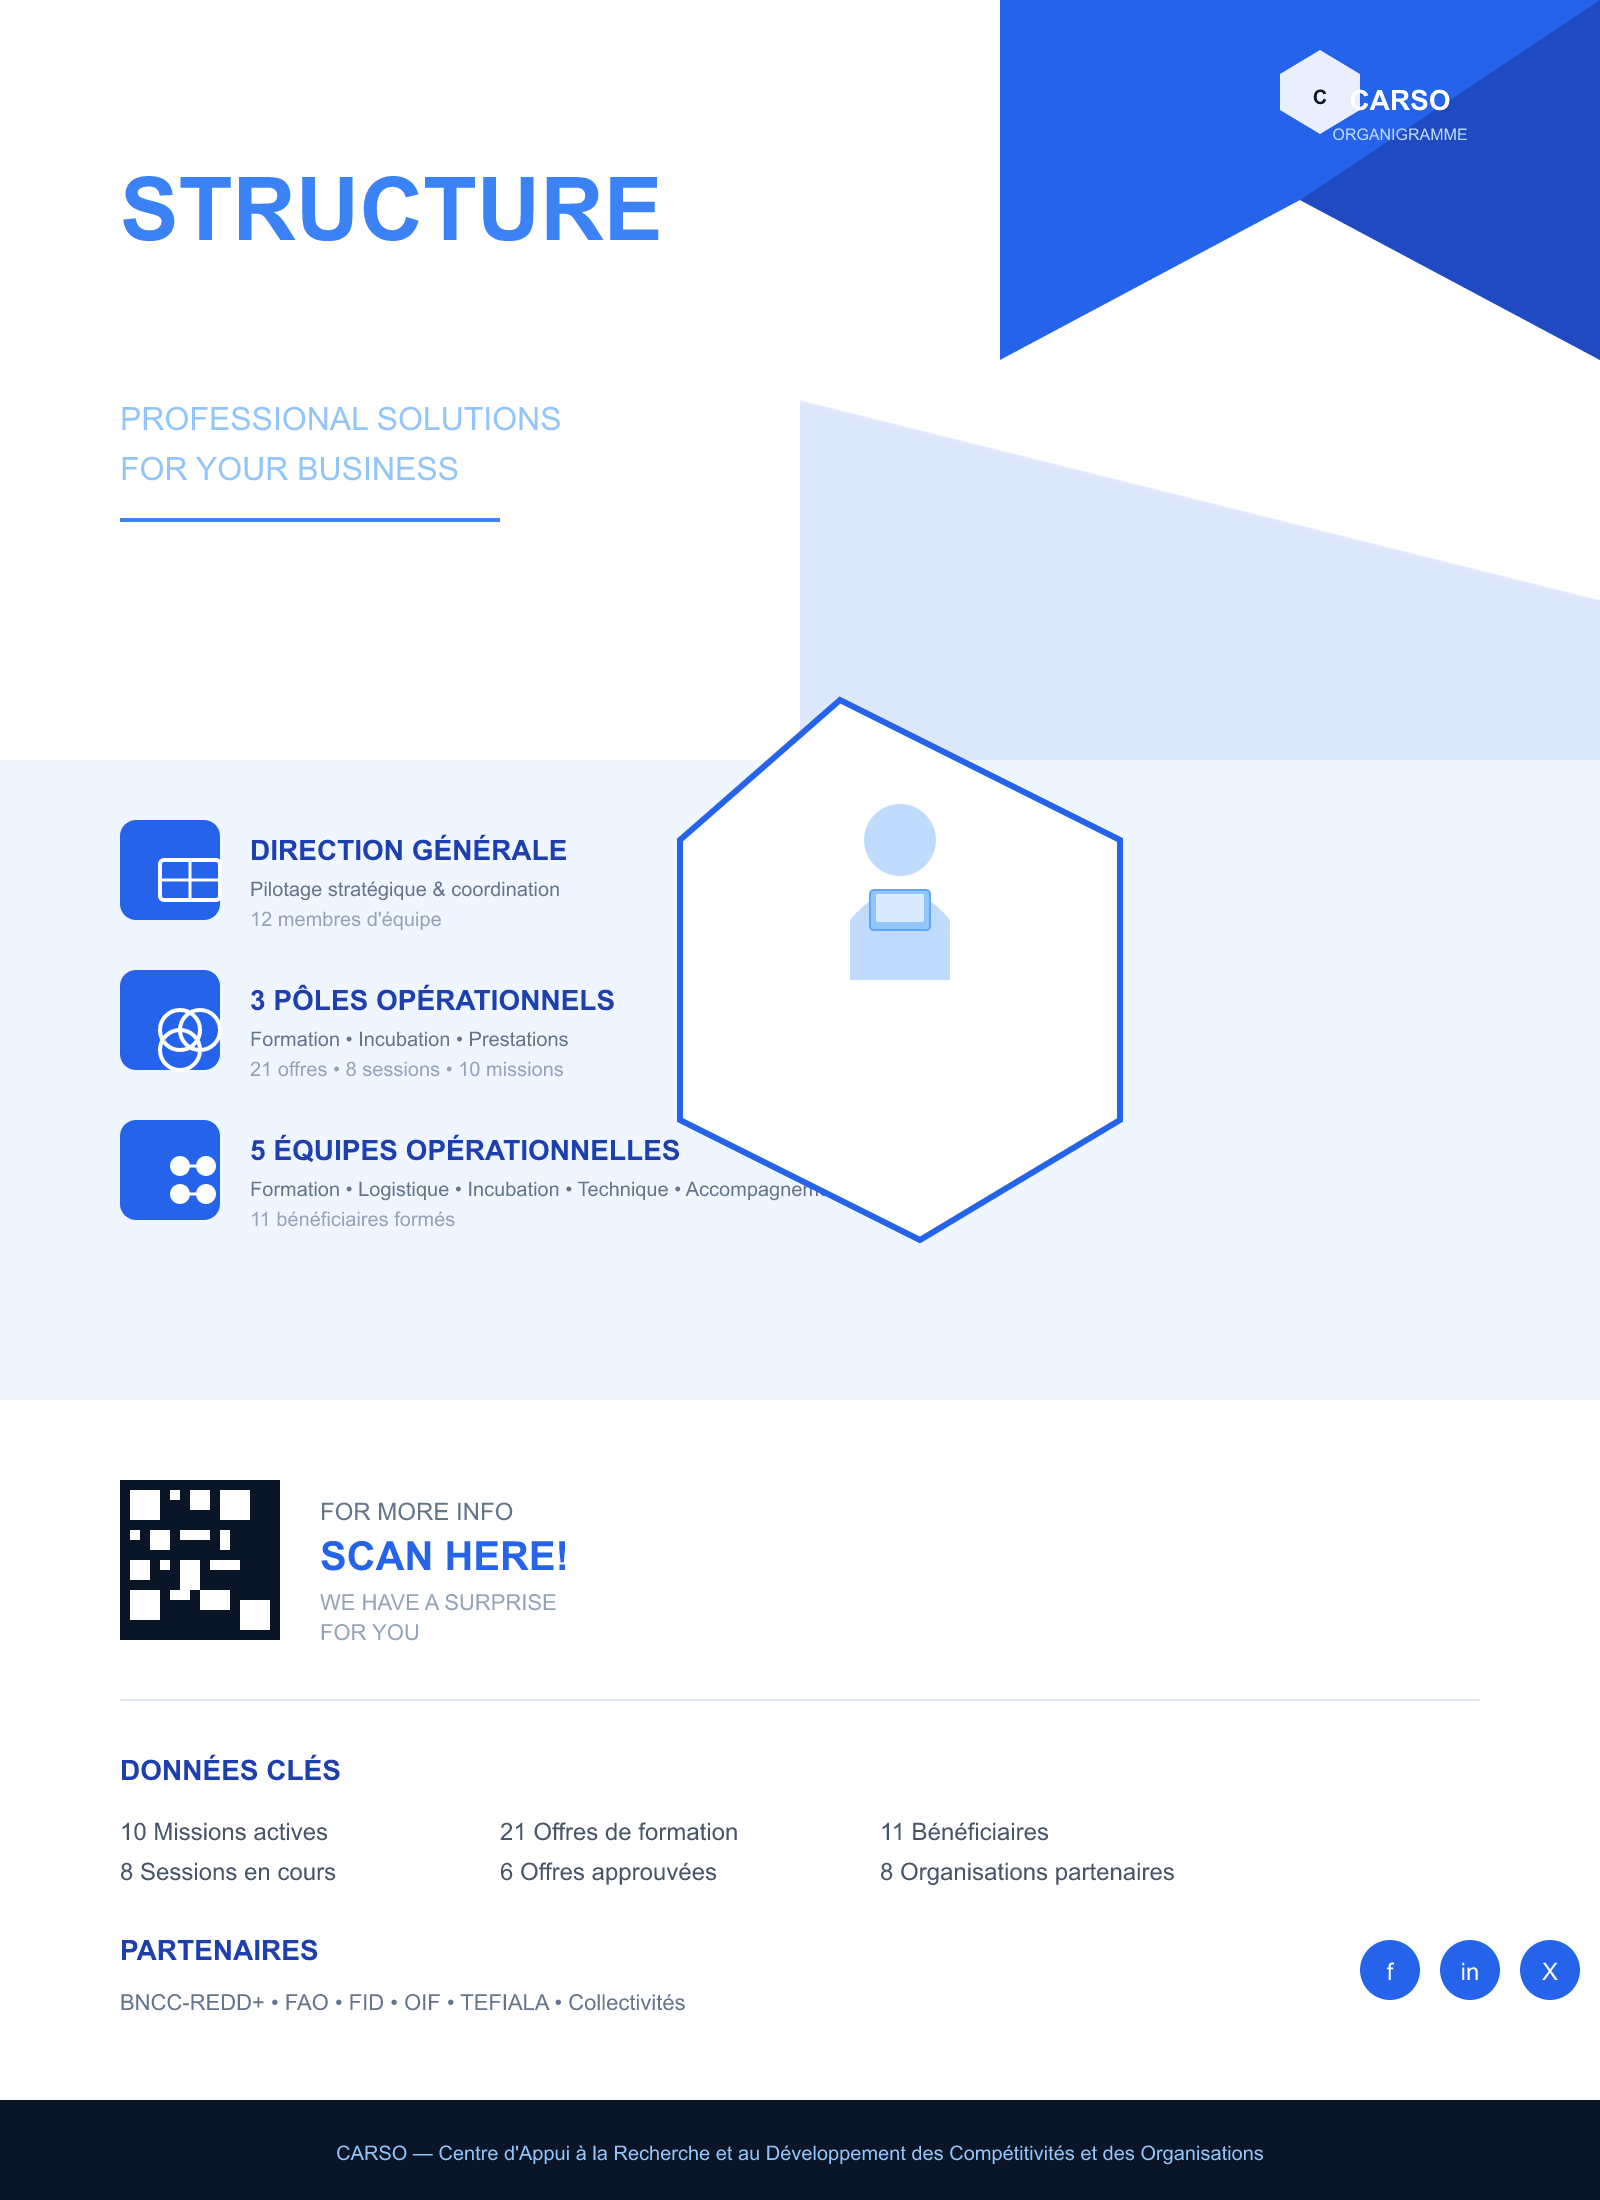 C
CARSO
ORGANIGRAMME
STRUCTURE
PROFESSIONAL SOLUTIONS
FOR YOUR BUSINESS
DIRECTION GÉNÉRALE
Pilotage stratégique & coordination
12 membres d'équipe
3 PÔLES OPÉRATIONNELS
Formation • Incubation • Prestations
21 offres • 8 sessions • 10 missions
5 ÉQUIPES OPÉRATIONNELLES
Formation • Logistique • Incubation • Technique •
11 bénéficiaires formés
FOR MORE INFO
SCAN HERE!
WE HAVE A SURPRISE
FOR YOU
DONNÉES CLÉS
10 Missions actives 21 Offres de formation 11 Bénéficiaires
8 Sessions en cours 6 Offres approuvées 8 Organisations partenaires
PARTENAIRES
BNCC-REDD+ • FAO • FID • OIF • TEFIALA • Collectivités
f in X
CARSO — Centre d'Appui à la Recherche et au Développement des Compétitivités et des Organisations